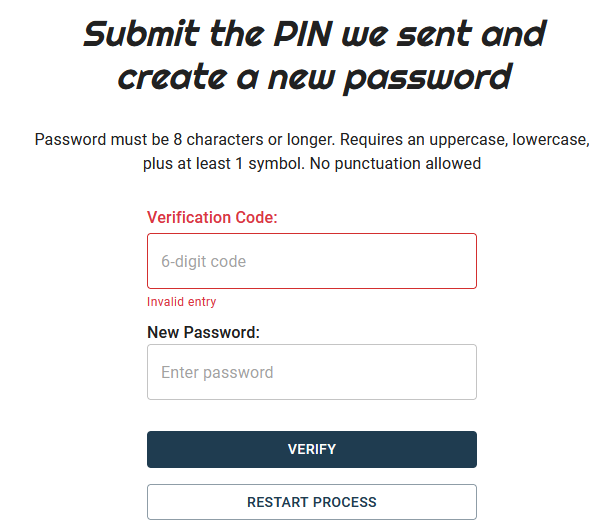 Submit the PIN we sent and
create a new password
Password must be 8 characters or longer. Requires an uppercase, lowercase,
plus at least 1 symbol. No punctuation allowed
Verification Code:
6-digit code
Invalid entry
New Password:
Enter password
VERIFY
RESTART PROCESS